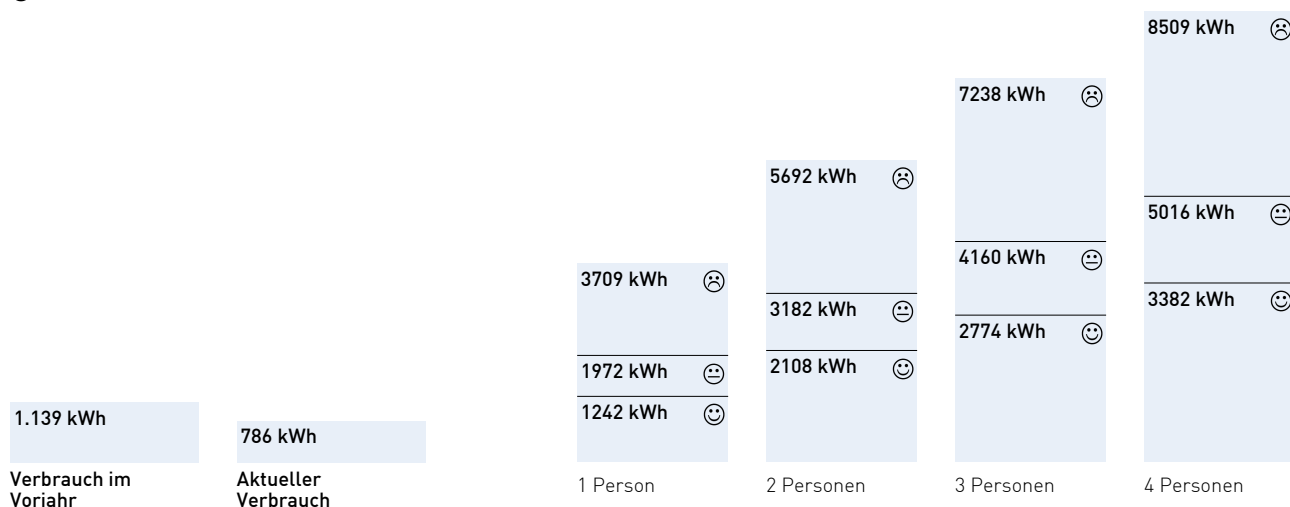 8509 kWh
7238 kWh
5692 kWh
5016 kWh
4160 kWh
3709 kWh
3182 kWh
3382 kWh
2774 kWh
1972 kWh
2108 kWh
1.139 kWh
786 kWh
1242 kWh
Verbrauch im
Vorjahr
Aktueller
Verbrauch
1 Person
2 Personen
3 Personen
4 Personen